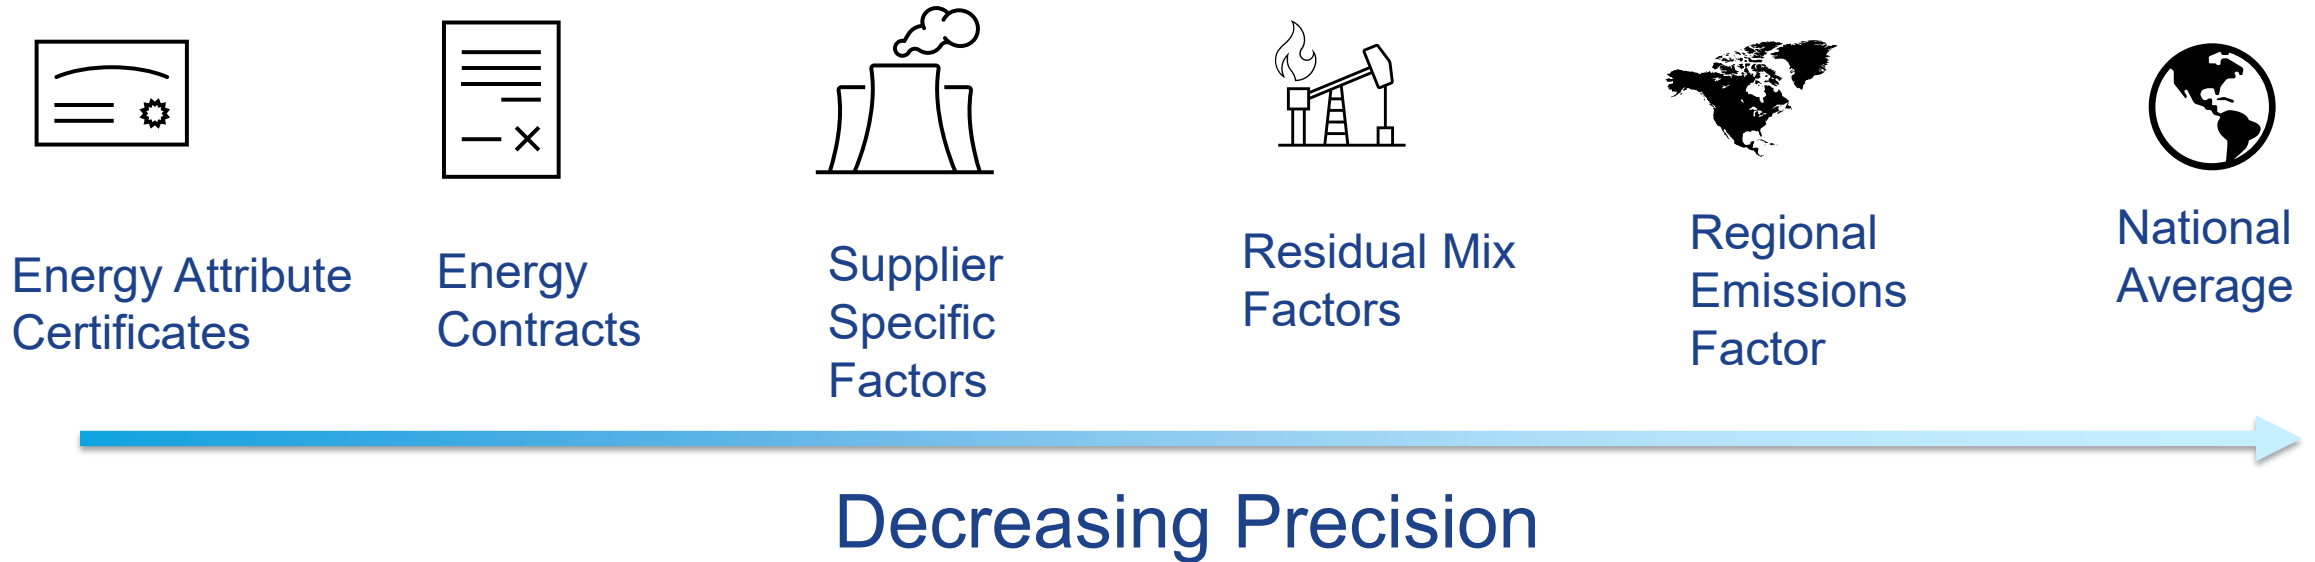 Energy Attribute
Certificates
Energy
Contracts
Supplier
Specific
Factors
Residual Mix
Factors
Regional
Emissions
Factor
National
Average
Decreasing Precision